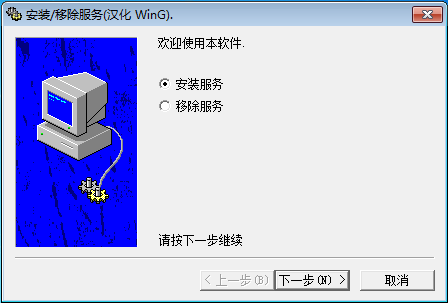 安装/移除服务(汉化 WinG).
欢迎使用本软件.
安装服务
移除服务
请按下一步继续
< 上一步(B)
下一步(N) >
取消